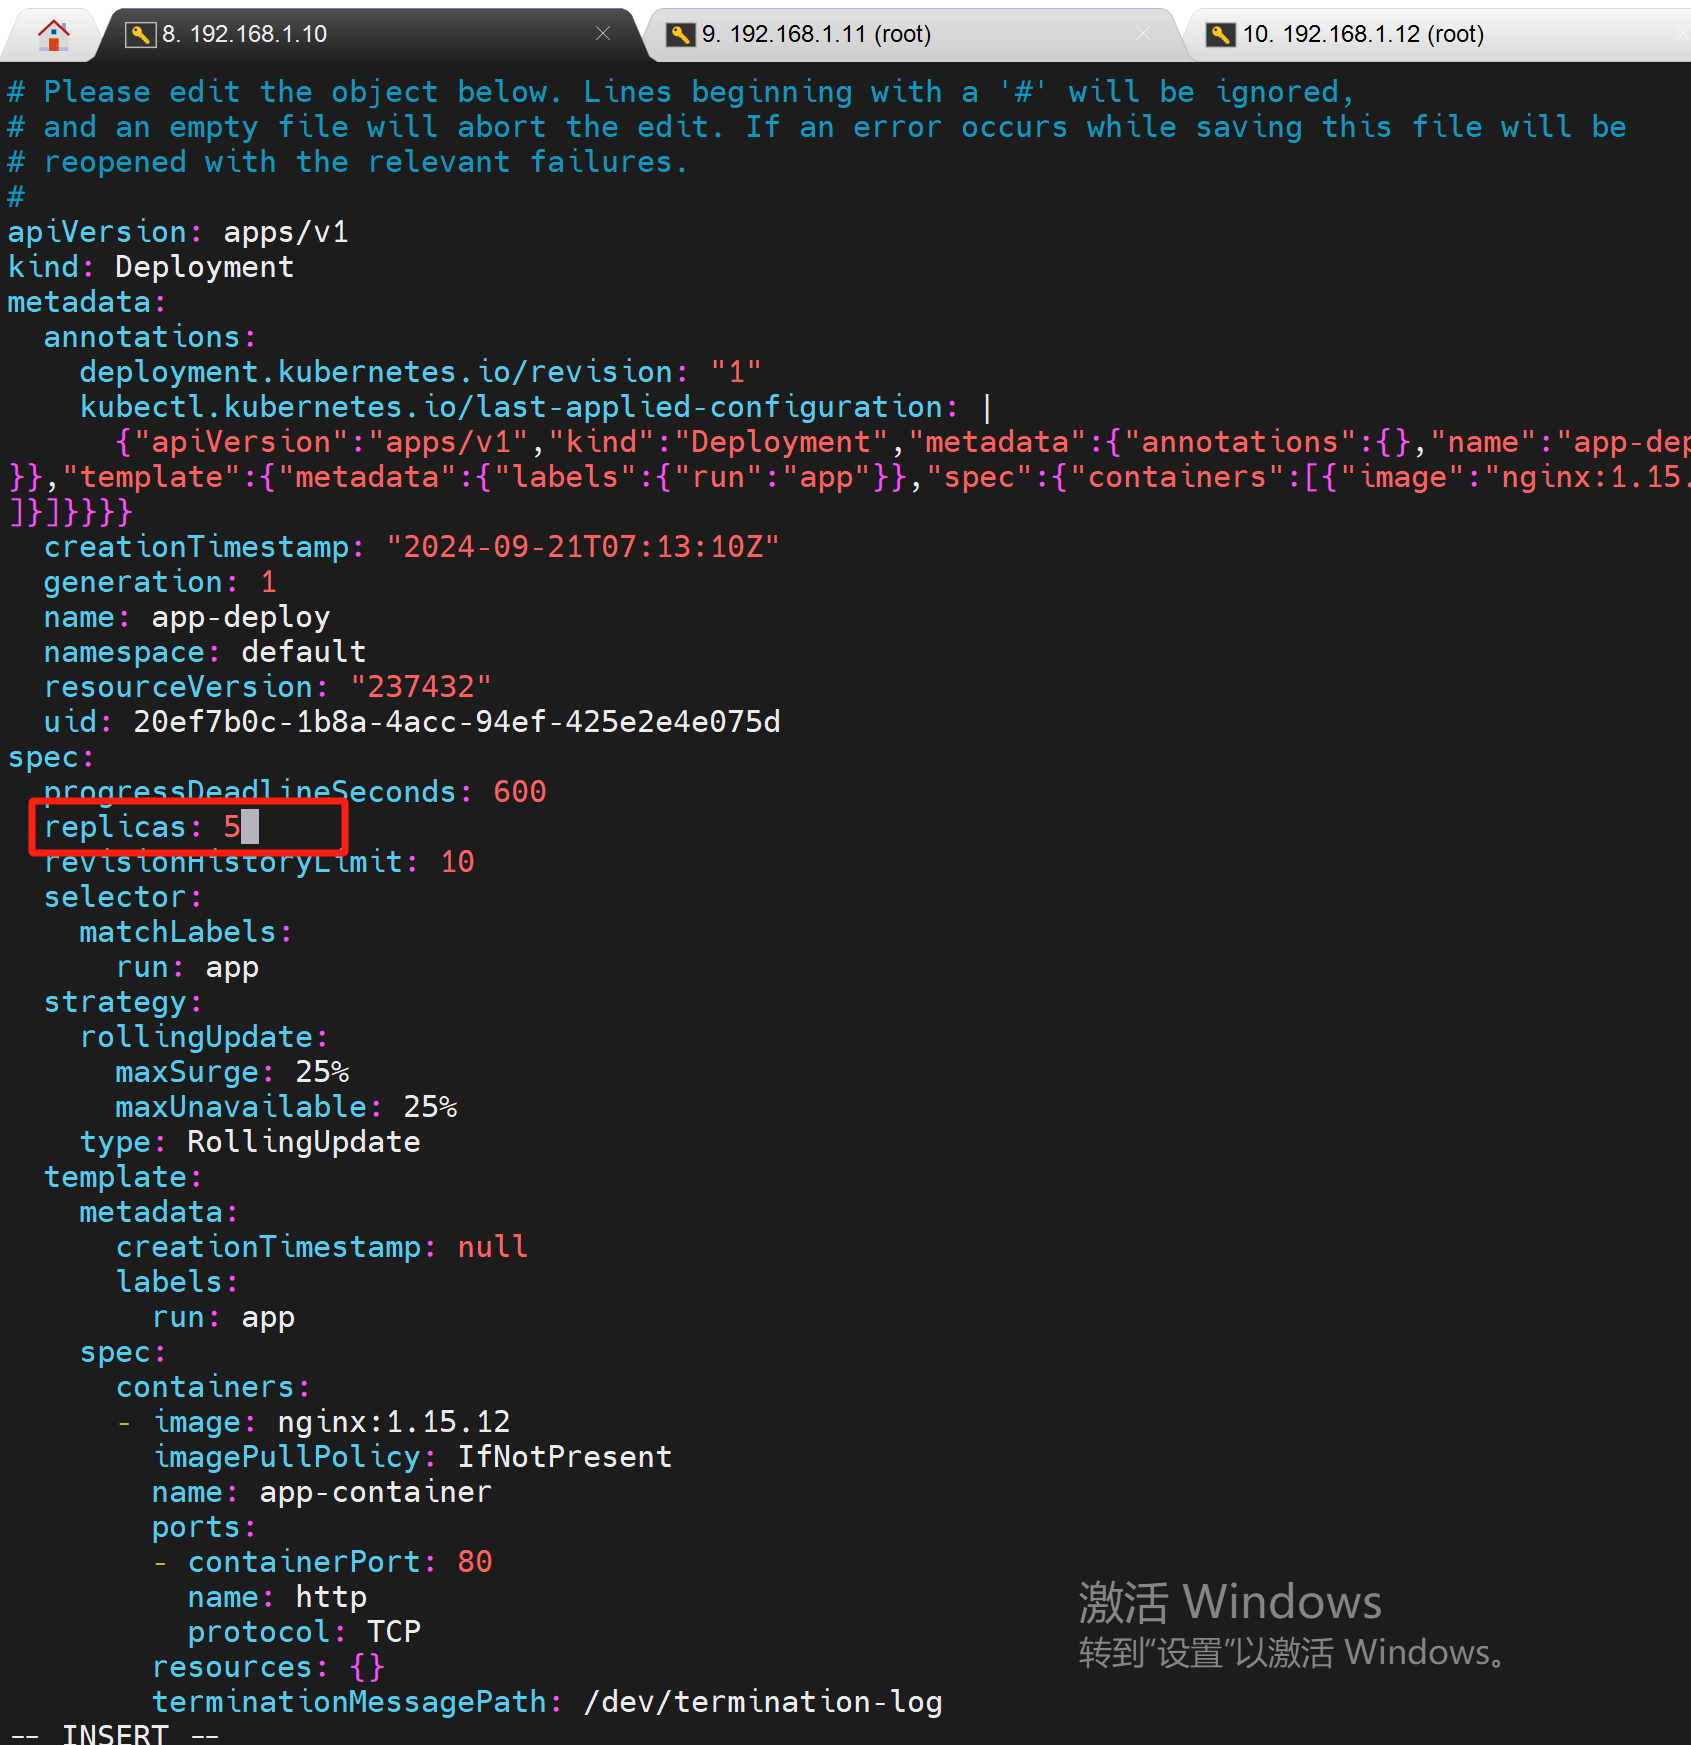 8. 192.168.1.10
9. 192.168.1.11 (root)
10. 192.168.1.12 (root)
# Please edit the object below. Lines beginning with a '#' will be ignored,
# and an empty file will abort the edit. If an error occurs while saving this file will be
# reopened with the relevant failures.
#
apiVersion: apps/v1
kind: Deployment
metadata:
  annotations:
    deployment.kubernetes.io/revision: "1"
    kubectl.kubernetes.io/last-applied-configuration: |
      {"apiVersion":"apps/v1","kind":"Deployment","metadata":{"annotations":{},"name":"app-dep
}},"template":{"metadata":{"labels":{"run":"app"}},"spec":{"containers":[{"image":"nginx:1.15.
]}]}}}}
  creationTimestamp: "2024-09-21T07:13:10Z"
  generation: 1
  name: app-deploy
  namespace: default
  resourceVersion: "237432"
  uid: 20ef7b0c-1b8a-4acc-94ef-425e2e4e075d
spec:
  progressDeadlineSeconds: 600
  replicas: 5
  revisionHistoryLimit: 10
  selector:
    matchLabels:
      run: app
  strategy:
    rollingUpdate:
      maxSurge: 25%
      maxUnavailable: 25%
    type: RollingUpdate
  template:
    metadata:
      creationTimestamp: null
      labels:
        run: app
    spec:
      containers:
      - image: nginx:1.15.12
        imagePullPolicy: IfNotPresent
        name: app-container
        ports:
        - containerPort: 80
          name: http
          protocol: TCP
        resources: {}
        terminationMessagePath: /dev/termination-log
-- INSERT --
激活 Windows
转到“设置”以激活 Windows。